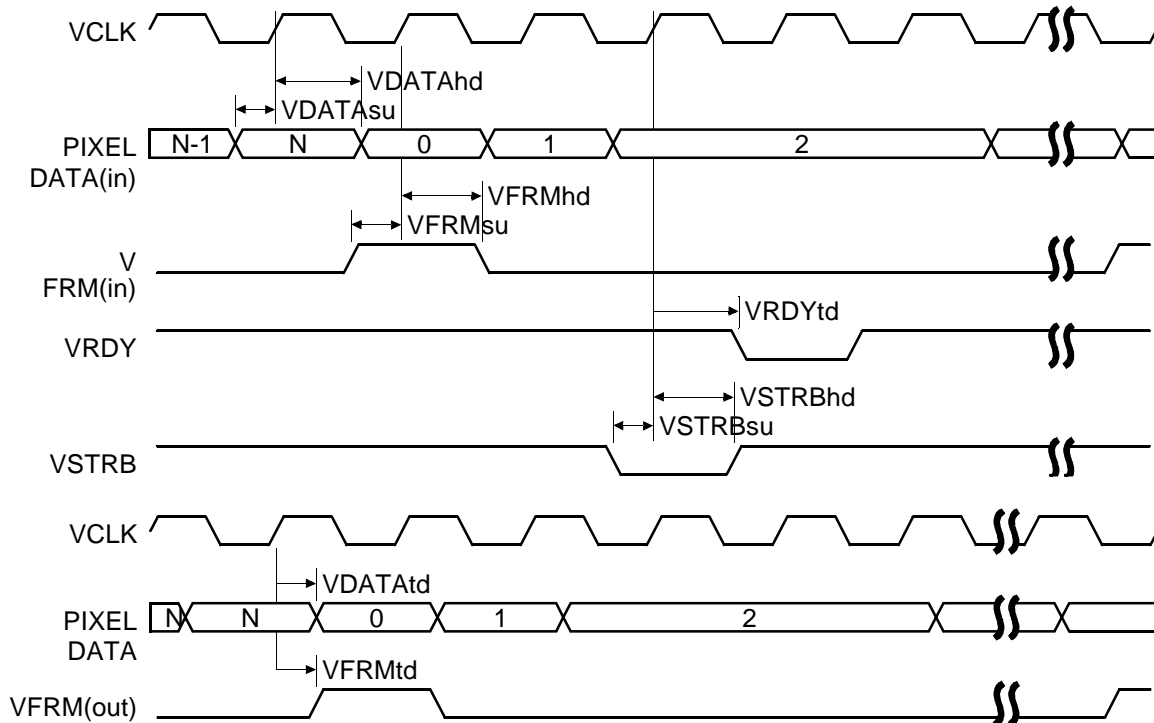 VCLK
VDATAhd
VDATAsu
PIXEL
DATA(in)
N-1 N 0 1 2
VFRMhd
VFRMsu
V
FRM(in)
VRDYtd
VRDY
VSTRBhd
VSTRBsu
VSTRB
VCLK
VDATAtd
PIXEL
DATA
N N 0 1 2
VFRMtd
VFRM(out)